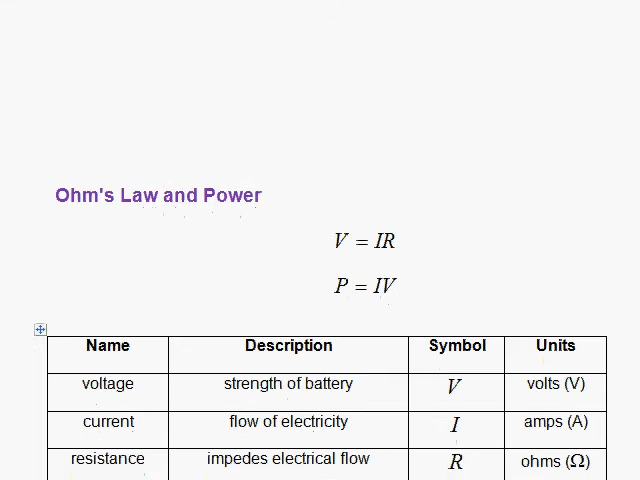 Ohm's Law and Power
V = IR
P = IV
Name Description Symbol Units
voltage strength of battery V volts (V)
current flow of electricity I amps (A)
resistance impedes electrical flow R ohms (Ω)